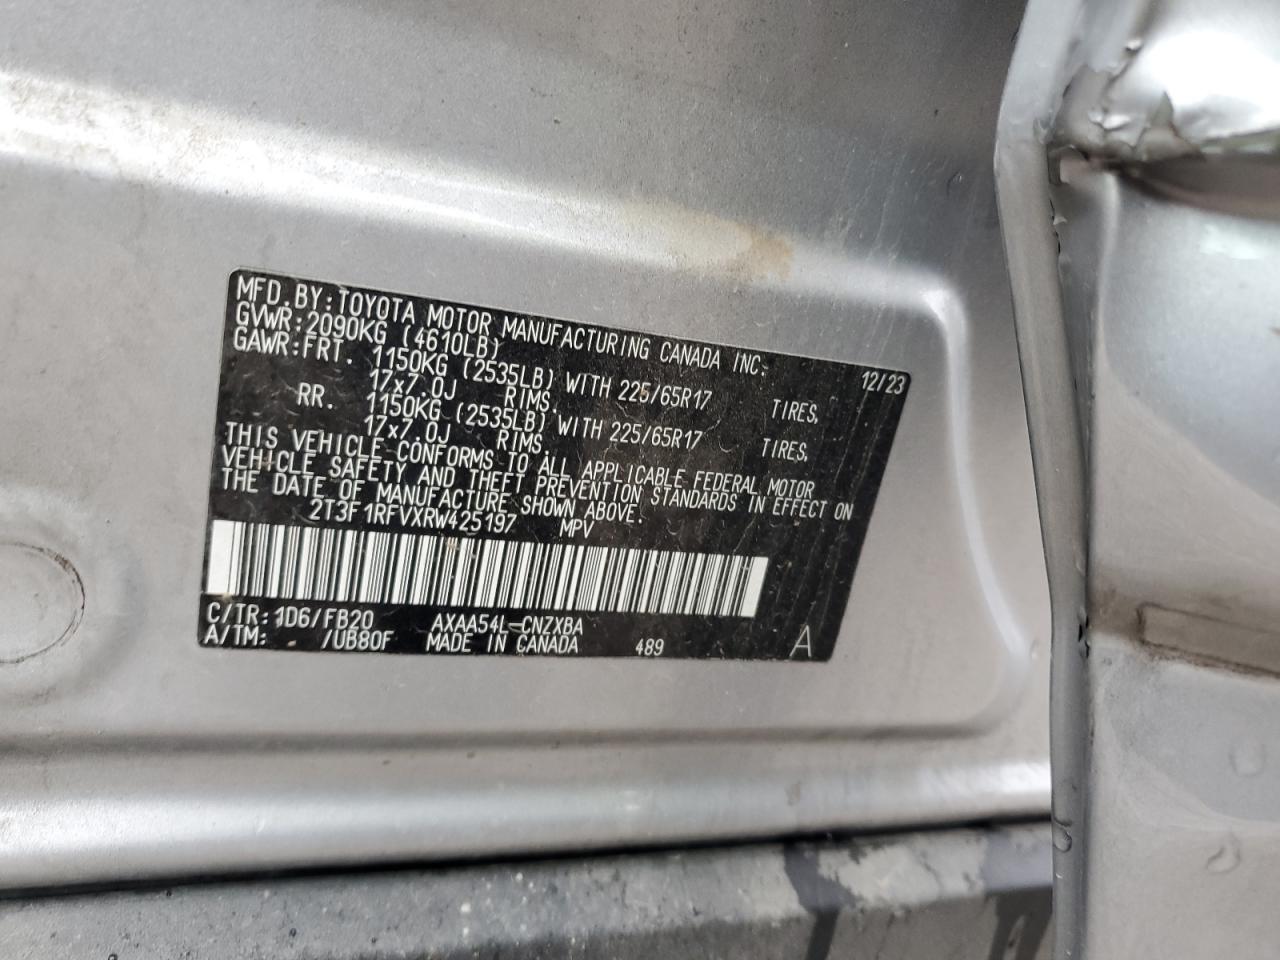 MFD. BY: TOYOTA MOTOR MANUFACTURING CANADA INC. 12/23
GVWR: 2090KG (4610LB)
GAWR: FRT. 1150KG (2535LB) WITH 225/65R17 TIRES,
17x7.0J RIMS.
RR. 1150KG (2535LB) WITH 225/65R17 TIRES,
17x7.0J RIMS.
THIS VEHICLE CONFORMS TO ALL APPLICABLE FEDERAL MOTOR
VEHICLE SAFETY AND THEFT PREVENTION STANDARDS IN EFFECT ON
THE DATE OF MANUFACTURE SHOWN ABOVE.
2T3F1RFVXRW425197 MPV
C/TR: 1D6/FB20 AXAA54L-CNZXBA
A/TM: /UB80F MADE IN CANADA 489 A